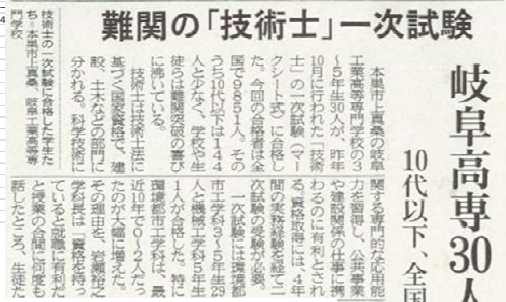 難関の「技術士」一次試験
岐阜高専30人
10代以下、全国
本巣市上真桑の岐阜
工業高等専門学校の3
～5年生30人が、昨年
10月に行われた「技術
士」の一次試験（マー
クシート式）に合格し
た。今回の合格者は全
国で9851人。その
うち10代以下は144
人と少なく、学校や生
徒らは難関突破の喜び
に沸いている。
技術士は技術士法に
基づく国家資格で、建
設、土木などの部門に
分かれる。科学技術に
関する専門的な応用能
力を習得し、公共事業
や建設関係の仕事に携
わるのに有利とされ
る。資格取得には、4年
間の実務経験を経て二
次試験の受験が必要。
一次試験には環境都
市工学科3～5年生29
人と機械工学科5年生
1人が合格した。特に
環境都市工学科は、最
近10年で0～2人だっ
たのが大幅に増えた。
その理由を、岩瀬裕之
学科長は「資格を持っ
ていると就職に有利だ
と授業の合間に何度も
話したところ、生徒た
技術士の一次試験に合格した学生た
ち＝本巣市上真桑、岐阜工業高等専
門学校